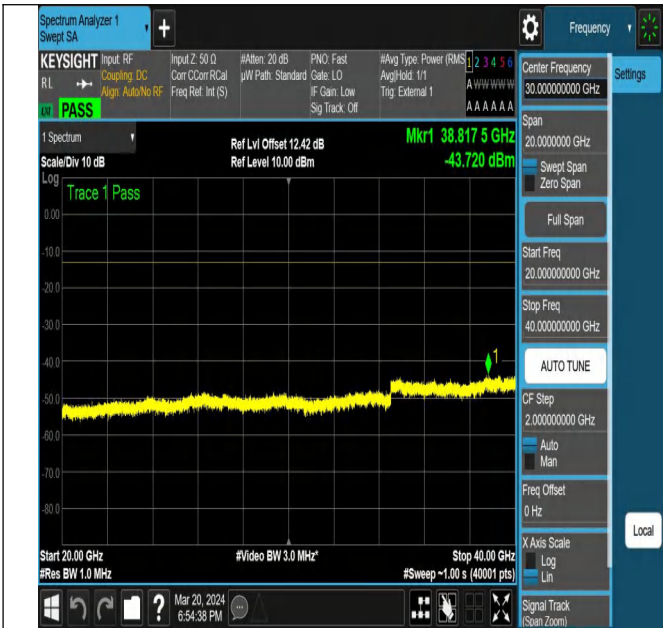 Spectrum Analyzer 1
Swept SA
+
Frequency
KEYSIGHT
RL
PASS
Input: RF
Coupling: DC
Align: Auto/No RF
Input Z: 50 Ω
Corr CCorr RCal
Freq Ref: Int (S)
#Atten: 20 dB
µW Path: Standard
PNO: Fast
Gate: LO
IF Gain: Low
Sig Track: Off
#Avg Type: Power (RMS
Avg|Hold: 1/1
Trig: External 1
1 2 3 4 5 6
A W W W W W
A A A A A A
1 Spectrum
Scale/Div 10 dB
Ref Lvl Offset 12.42 dB
Ref Level 10.00 dBm
Mkr1 38.817 5 GHz
-43.720 dBm
Log
Trace 1 Pass
0.00
-10.0
-20.0
-30.0
-40.0
-50.0
-60.0
-70.0
-80.0
1
Start 20.00 GHz
#Res BW 1.0 MHz
#Video BW 3.0 MHz*
Stop 40.00 GHz
#Sweep ~1.00 s (40001 pts)
Center Frequency
30.000000000 GHz
Span
20.0000000 GHz
Swept Span
Zero Span
Full Span
Start Freq
20.000000000 GHz
Stop Freq
40.000000000 GHz
AUTO TUNE
CF Step
2.000000000 GHz
Auto
Man
Freq Offset
0 Hz
X Axis Scale
Log
Lin
Signal Track
(Span Zoom)
Settings
Local
?
Mar 20, 2024
6:54:38 PM